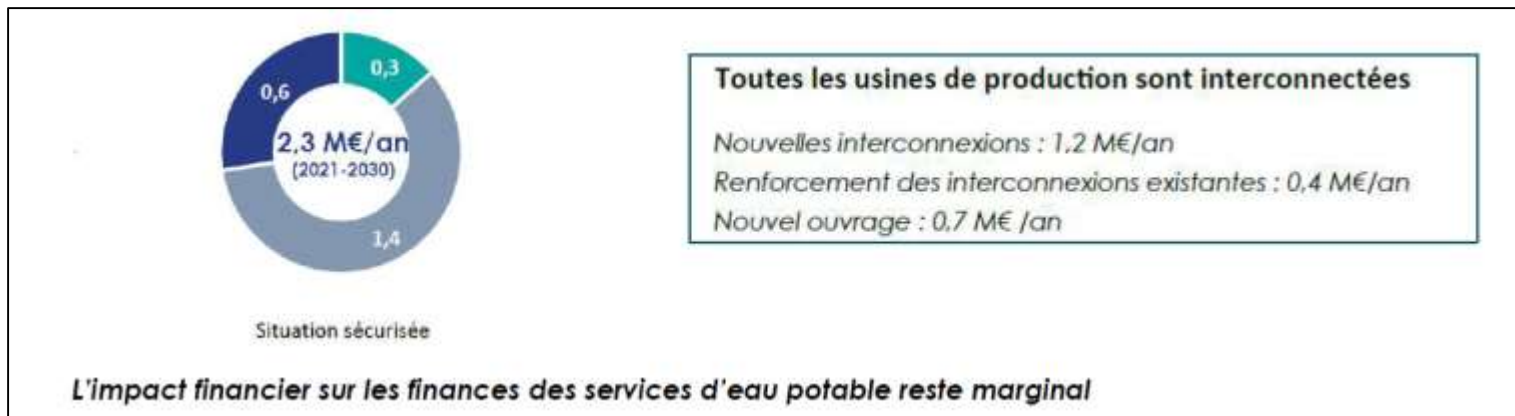 0,3
0,6
2,3 M€/an
(2021-2030)
1,4
Situation sécurisée
Toutes les usines de production sont interconnectées
Nouvelles interconnexions : 1,2 M€/an
Renforcement des interconnexions existantes : 0,4 M€/an
Nouvel ouvrage : 0,7 M€ /an
L'impact financier sur les finances des services d'eau potable reste marginal